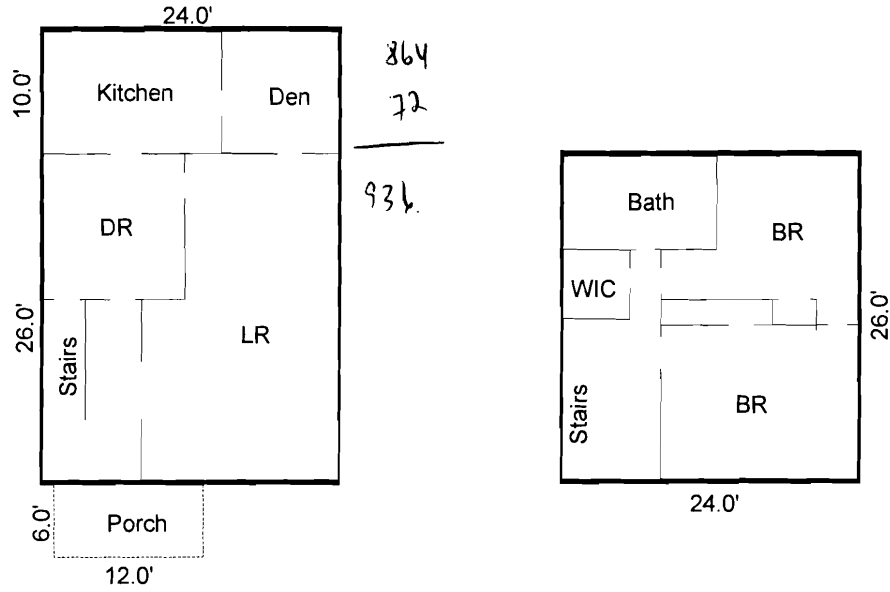 24.0'
10.0'
Kitchen
Den
864
72
936.
DR
26.0'
Stairs
LR
6.0'
Porch
12.0'
Bath
BR
WIC
26.0'
Stairs
BR
24.0'